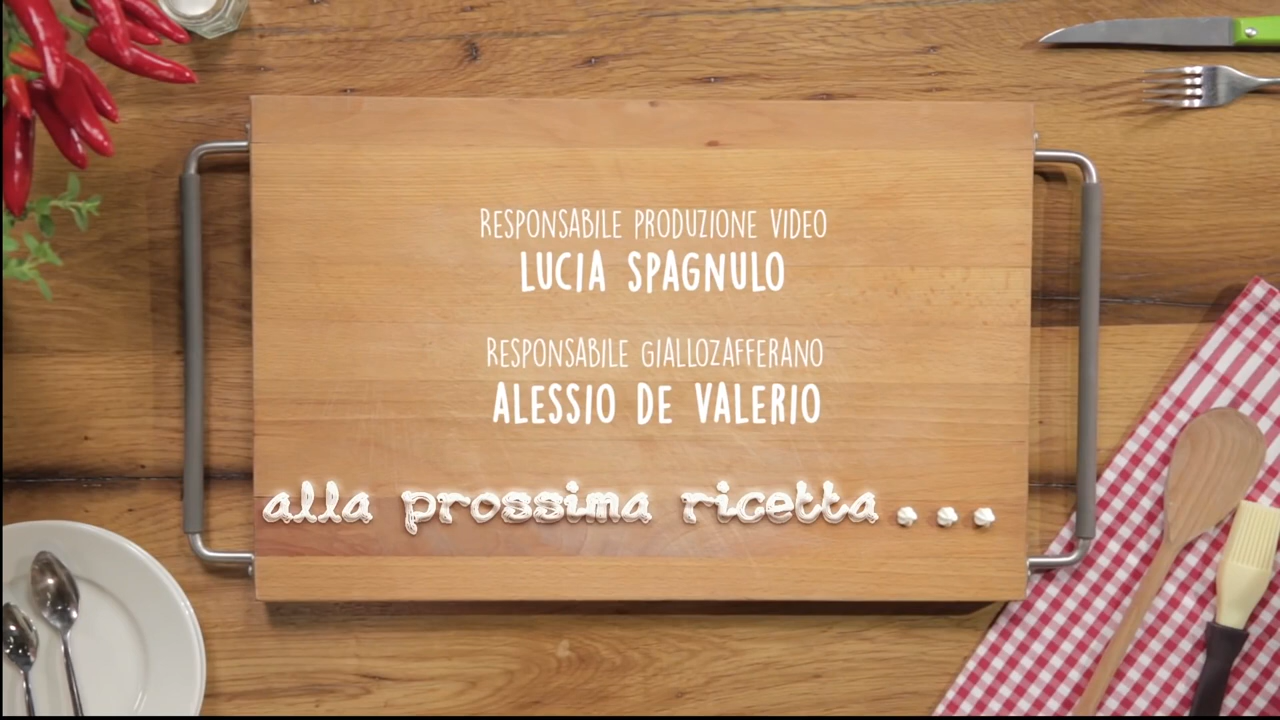 RESPONSABILE PRODUZIONE VIDEO
LUCIA SPAGNULO
RESPONSABILE GIALLOZAFFERANO
ALESSIO DE VALERIO
alla prossima ricetta...